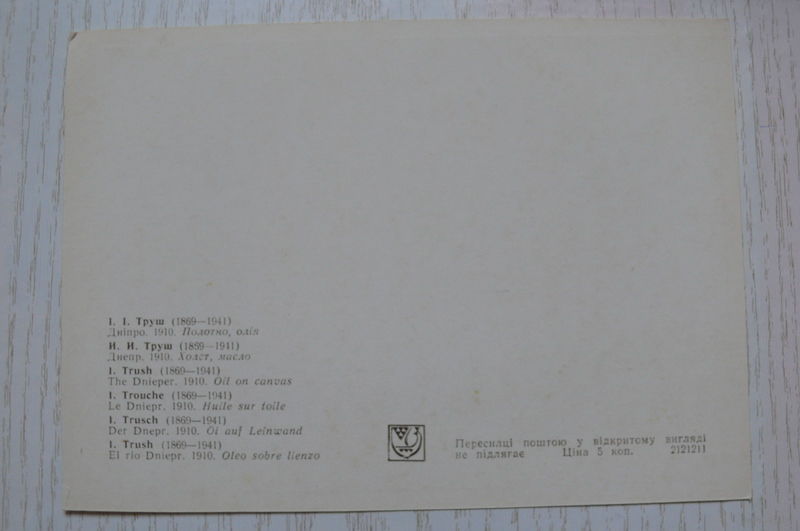 І. І. Труш (1869—1941)
Дніпро. 1910. Полотно, олія
И. И. Труш (1869—1941)
Днепр. 1910. Холст, масло
I. Trush (1869—1941)
The Dnieper. 1910. Oil on canvas
I. Trouche (1869—1941)
Le Dniepr. 1910. Huile sur toile
I. Trusch (1869—1941)
Der Dnepr. 1910. Öl auf Leinwand
I. Trush (1869—1941)
El río Dniepr. 1910. Oleo sobre lienzo
Пересилці поштою у відкритому вигляді
не підлягає Ціна 5 коп. 2121211